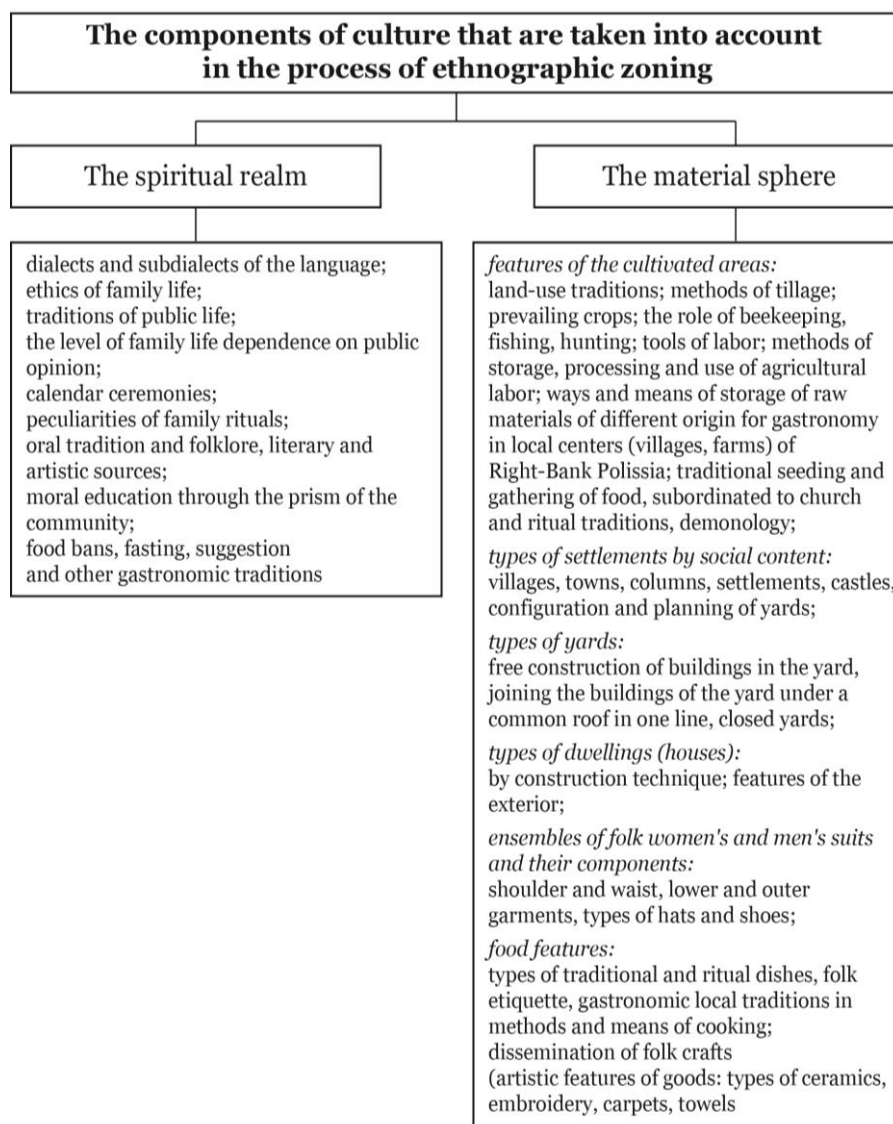 The components of culture that are taken into account
in the process of ethnographic zoning
The spiritual realm
dialects and subdialects of the language;
ethics of family life;
traditions of public life;
the level of family life dependence on public
opinion;
calendar ceremonies;
peculiarities of family rituals;
oral tradition and folklore, literary and
artistic sources;
moral education through the prism of the
community;
food bans, fasting, suggestion
and other gastronomic traditions
The material sphere
features of the cultivated areas:
land-use traditions; methods of tillage;
prevailing crops; the role of beekeeping,
fishing, hunting; tools of labor; methods of
storage, processing and use of agricultural
labor; ways and means of storage of raw
materials of different origin for gastronomy
in local centers (villages, farms) of
Right-Bank Polissia; traditional seeding and
gathering of food, subordinated to church
and ritual traditions, demonology;
types of settlements by social content:
villages, towns, columns, settlements, castles,
configuration and planning of yards;
types of yards:
free construction of buildings in the yard,
joining the buildings of the yard under a
common roof in one line, closed yards;
types of dwellings (houses):
by construction technique; features of the
exterior;
ensembles of folk women's and men's suits
and their components:
shoulder and waist, lower and outer
garments, types of hats and shoes;
food features:
types of traditional and ritual dishes, folk
etiquette, gastronomic local traditions in
methods and means of cooking;
dissemination of folk crafts
(artistic features of goods: types of ceramics,
embroidery, carpets, towels